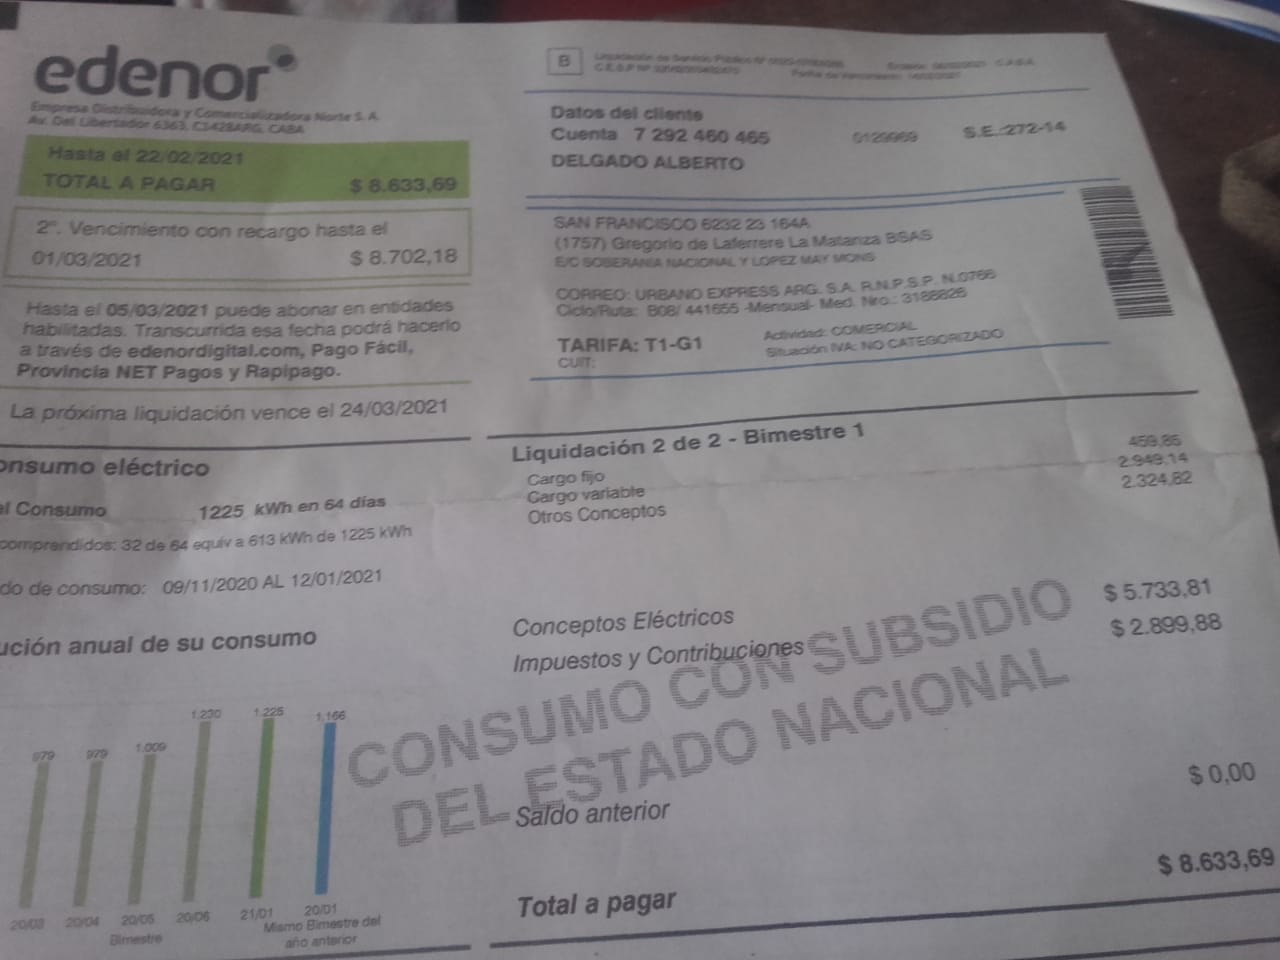 edenor
Empresa Distribuidora y Comercializadora Norte S. A.
Av. Del Libertador 6363, C1428ARG, CABA
Hasta el 22/02/2021
TOTAL A PAGAR $ 8.633,69
2°. Vencimiento con recargo hasta el
01/03/2021 $ 8.702,18
Hasta el 05/03/2021 puede abonar en entidades
habilitadas. Transcurrida esa fecha podrá hacerlo
a través de edenordigital.com, Pago Fácil,
Provincia NET Pagos y Rapipago.
La próxima liquidación vence el 24/03/2021
onsumo eléctrico
al Consumo 1225 kWh en 64 días
comprendidos: 32 de 64 equiv a 613 kWh de 1225 kWh
do de consumo: 09/11/2020 AL 12/01/2021
ución anual de su consumo
979 979 1.009 1.230 1.225 1.166
20/03 20/04 20/05 20/06 21/01 20/01
Bimestre
Mismo Bimestre del
año anterior
B
Liquidación de Servicio Público Nº
Datos del cliente
Cuenta 7 292 460 465 0129969 S.E.:272-14
DELGADO ALBERTO
SAN FRANCISCO 6232 23 164A
(1757) Gregorio de Laferrere La Matanza BSAS
E/C SOBERANIA NACIONAL Y LOPEZ MAY MONS
CORREO: URBANO EXPRESS ARG. S.A. R.N.P.S.P. N.0766
Ciclo/Ruta: B08/ 441655 -Mensual- Med. Nro.: 3188826
TARIFA: T1-G1
CUIT:
Actividad: COMERCIAL
Situación IVA: NO CATEGORIZADO
Liquidación 2 de 2 - Bimestre 1
Cargo fijo 459,85
Cargo variable 2.949,14
Otros Conceptos 2.324,82
Conceptos Eléctricos $ 5.733,81
Impuestos y Contribuciones $ 2.899,88
CONSUMO CON SUBSIDIO
DEL ESTADO NACIONAL
Saldo anterior $ 0,00
Total a pagar $ 8.633,69